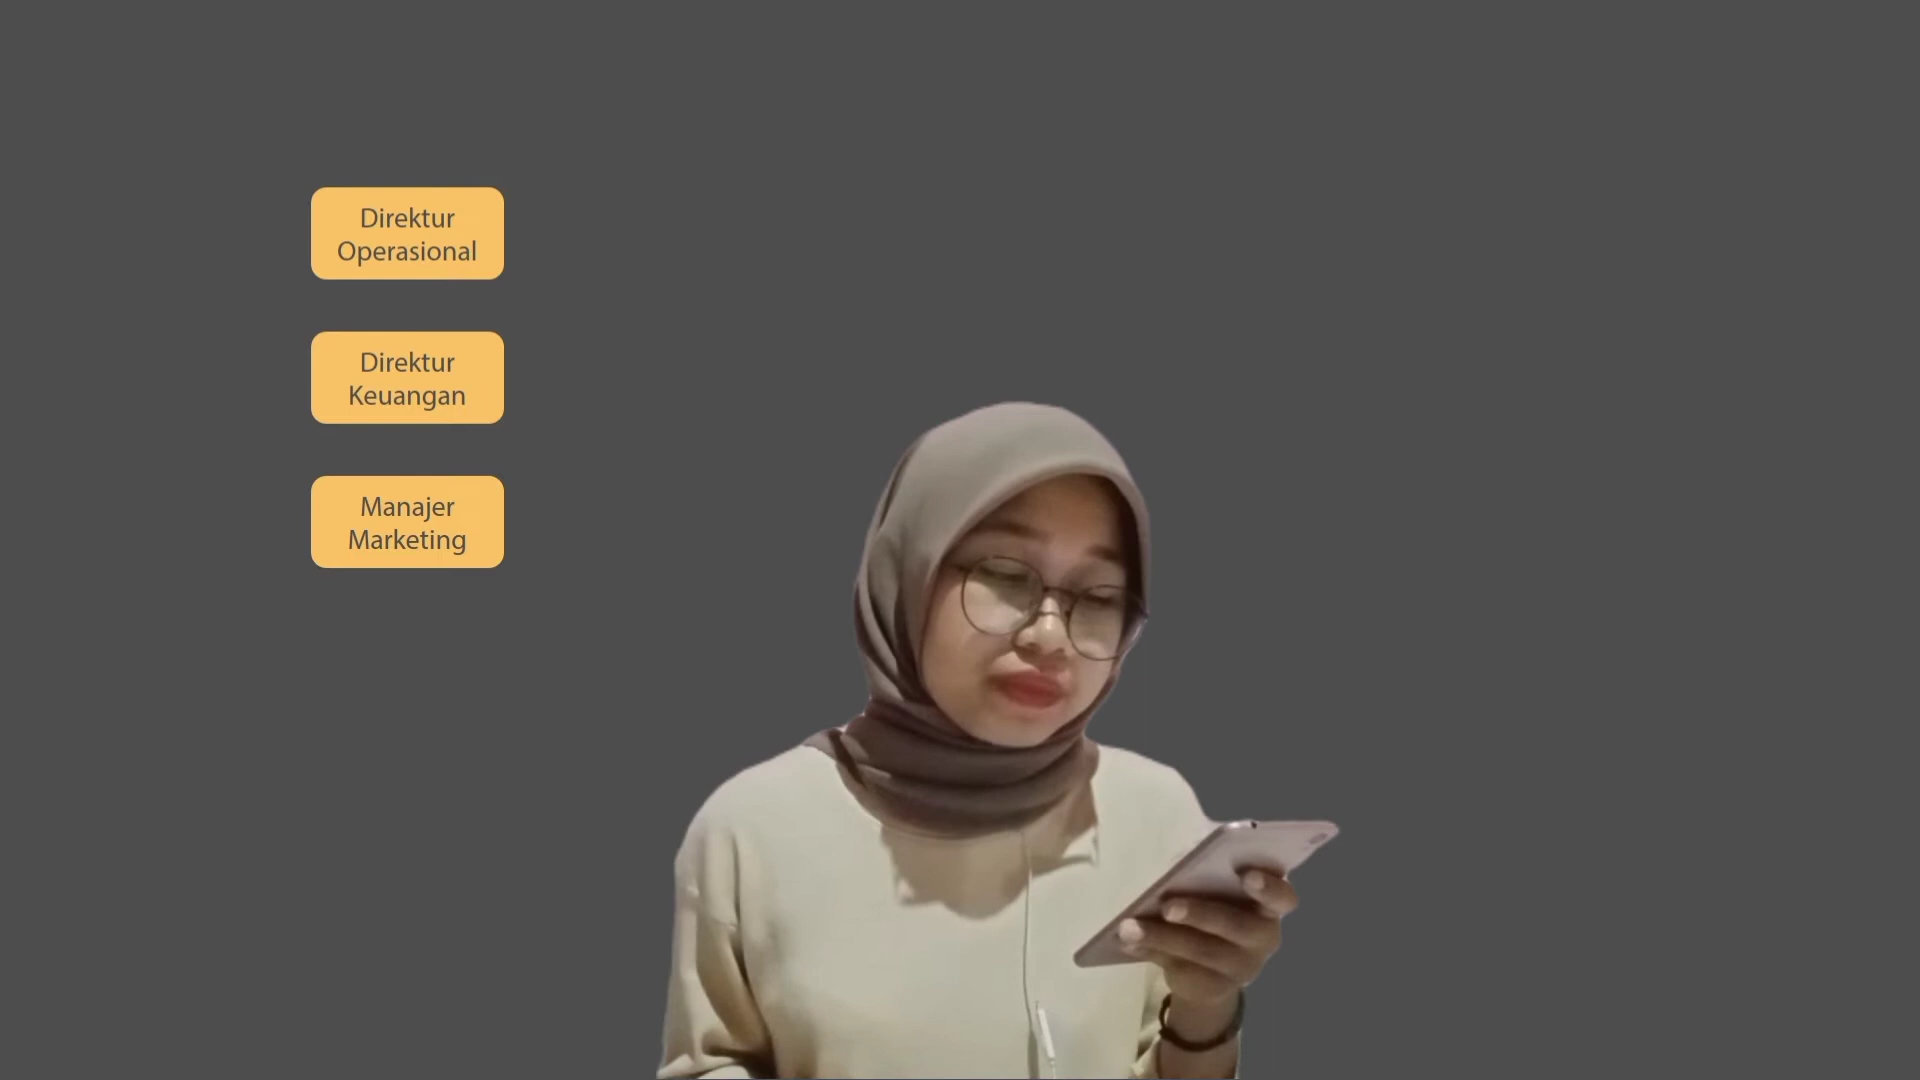 Direktur
Operasional
Direktur
Keuangan
Manajer
Marketing